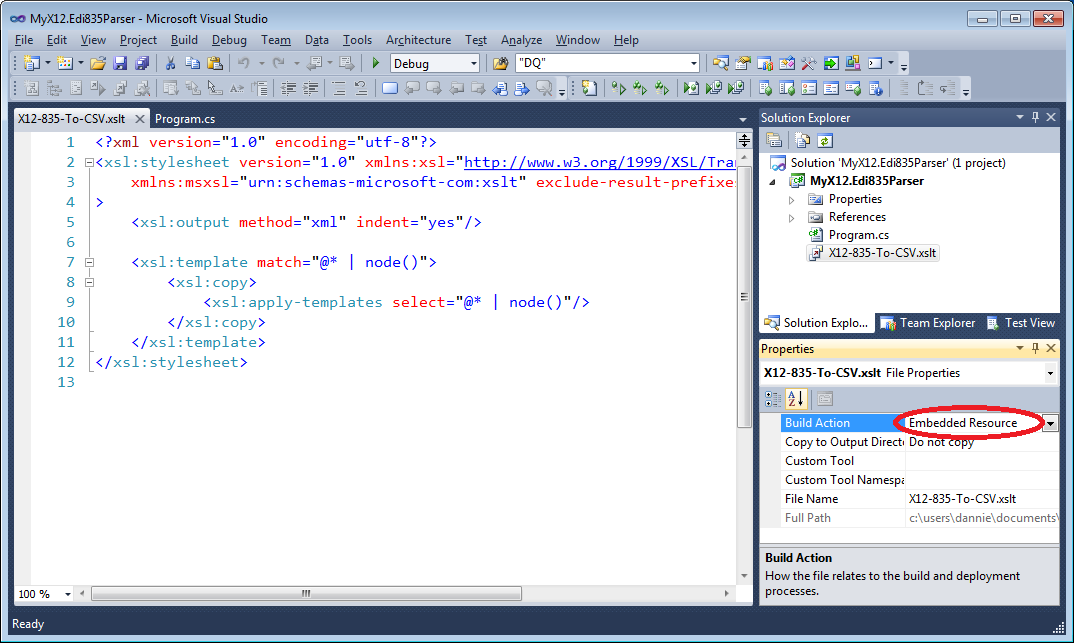 MyX12.Edi835Parser - Microsoft Visual Studio
File Edit View Project Build Debug Team Data Tools Architecture Test Analyze Window Help
Debug "DQ"
X12-835-To-CSV.xslt Program.cs
1 <?xml version="1.0" encoding="utf-8"?>
2 <xsl:stylesheet version="1.0" xmlns:xsl="http://www.w3.org/1999/XSL/Tra
3 xmlns:msxsl="urn:schemas-microsoft-com:xslt" exclude-result-prefixes
4 >
5 <xsl:output method="xml" indent="yes"/>
6
7 <xsl:template match="@* | node()">
8 <xsl:copy>
9 <xsl:apply-templates select="@* | node()"/>
10 </xsl:copy>
11 </xsl:template>
12 </xsl:stylesheet>
13
100 %
Solution Explorer
Solution 'MyX12.Edi835Parser' (1 project)
MyX12.Edi835Parser
Properties
References
Program.cs
X12-835-To-CSV.xslt
Solution Explo... Team Explorer Test View
Properties
X12-835-To-CSV.xslt File Properties
Build Action Embedded Resource
Copy to Output Directo Do not copy
Custom Tool
Custom Tool Namespa
File Name X12-835-To-CSV.xslt
Full Path c:\users\dannie\documents\
Build Action
How the file relates to the build and deployment
processes.
Ready